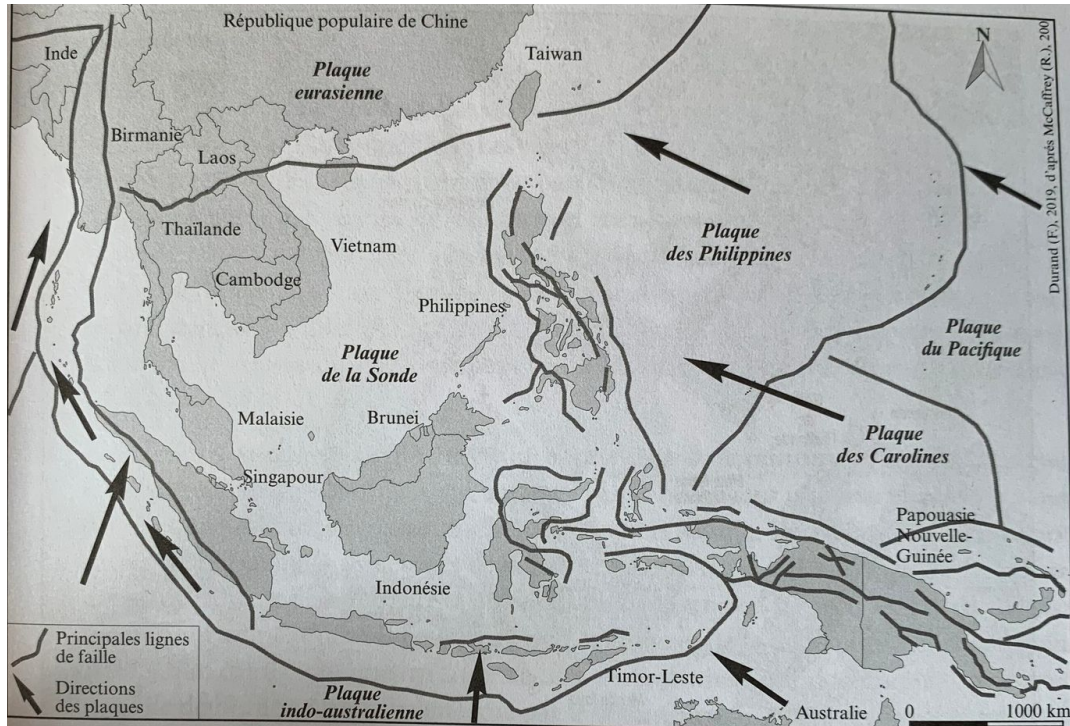 République populaire de Chine
Inde
Plaque
eurasienne
Taiwan
N
Durand (F.), 2019, d'après McCaffrey (R.), 200
Birmanie
Laos
Thaïlande
Vietnam
Cambodge
Plaque
des Philippines
Philippines
Plaque
de la Sonde
Plaque
du Pacifique
Malaisie
Brunei
Plaque
des Carolines
Singapour
Papouasie
Nouvelle-
Guinée
Indonésie
Principales lignes
de faille
Directions
des plaques
Plaque
indo-australienne
Timor-Leste
Australie
0
1000 km